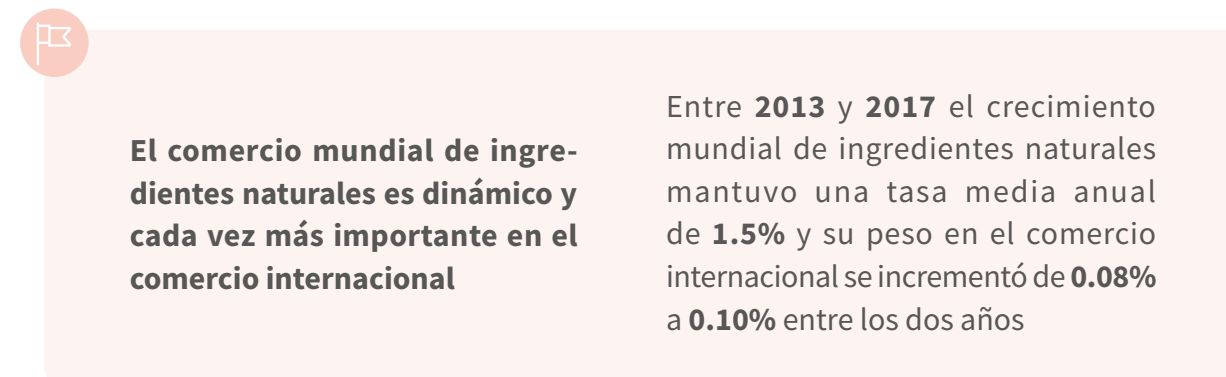 El comercio mundial de ingre-
dientes naturales es dinámico y
cada vez más importante en el
comercio internacional
Entre 2013 y 2017 el crecimiento
mundial de ingredientes naturales
mantuvo una tasa media anual
de 1.5% y su peso en el comercio
internacional se incrementó de 0.08%
a 0.10% entre los dos años